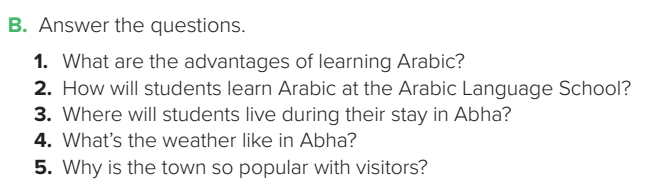 B. Answer the questions.
1. What are the advantages of learning Arabic?
2. How will students learn Arabic at the Arabic Language School?
3. Where will students live during their stay in Abha?
4. What's the weather like in Abha?
5. Why is the town so popular with visitors?